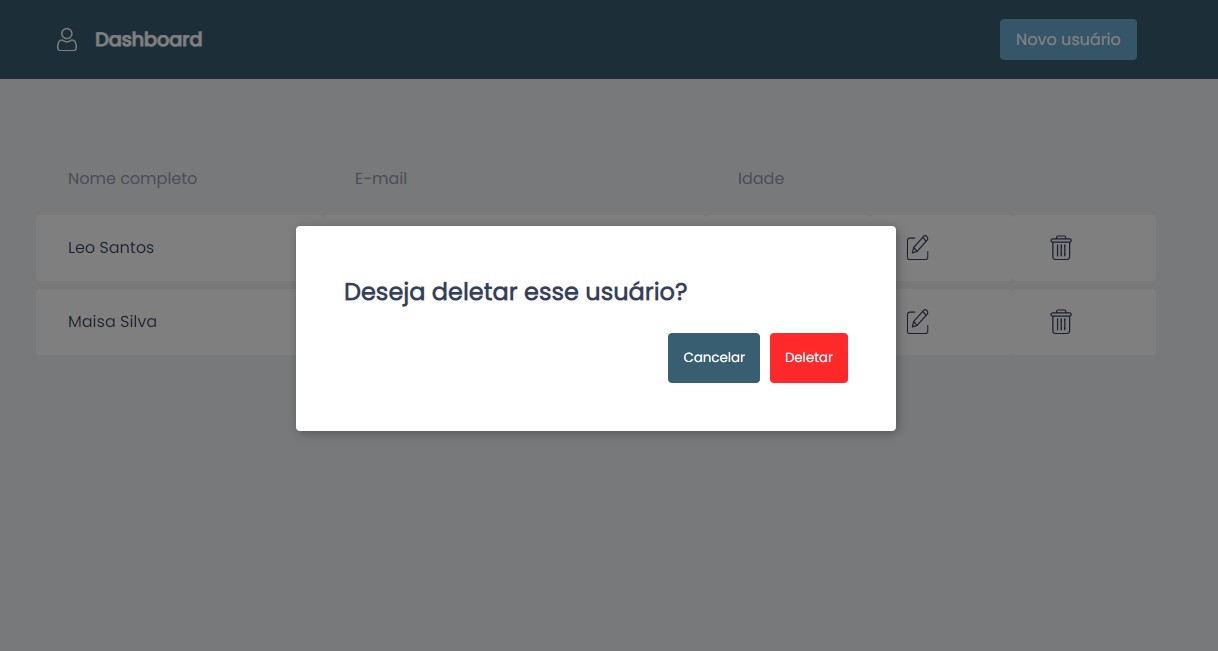 Dashboard
Novo usuário
Nome completo
E-mail
Idade
Leo Santos
Deseja deletar esse usuário?
Maisa Silva
Cancelar
Deletar